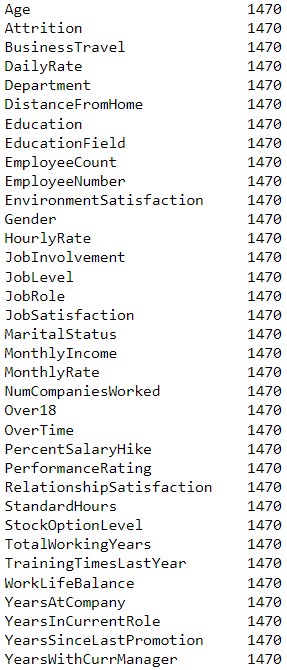 Age 1470
Attrition 1470
BusinessTravel 1470
DailyRate 1470
Department 1470
DistanceFromHome 1470
Education 1470
EducationField 1470
EmployeeCount 1470
EmployeeNumber 1470
EnvironmentSatisfaction 1470
Gender 1470
HourlyRate 1470
JobInvolvement 1470
JobLevel 1470
JobRole 1470
JobSatisfaction 1470
MaritalStatus 1470
MonthlyIncome 1470
MonthlyRate 1470
NumCompaniesWorked 1470
Over18 1470
OverTime 1470
PercentSalaryHike 1470
PerformanceRating 1470
RelationshipSatisfaction 1470
StandardHours 1470
StockOptionLevel 1470
TotalWorkingYears 1470
TrainingTimesLastYear 1470
WorkLifeBalance 1470
YearsAtCompany 1470
YearsInCurrentRole 1470
YearsSinceLastPromotion 1470
YearsWithCurrManager 1470